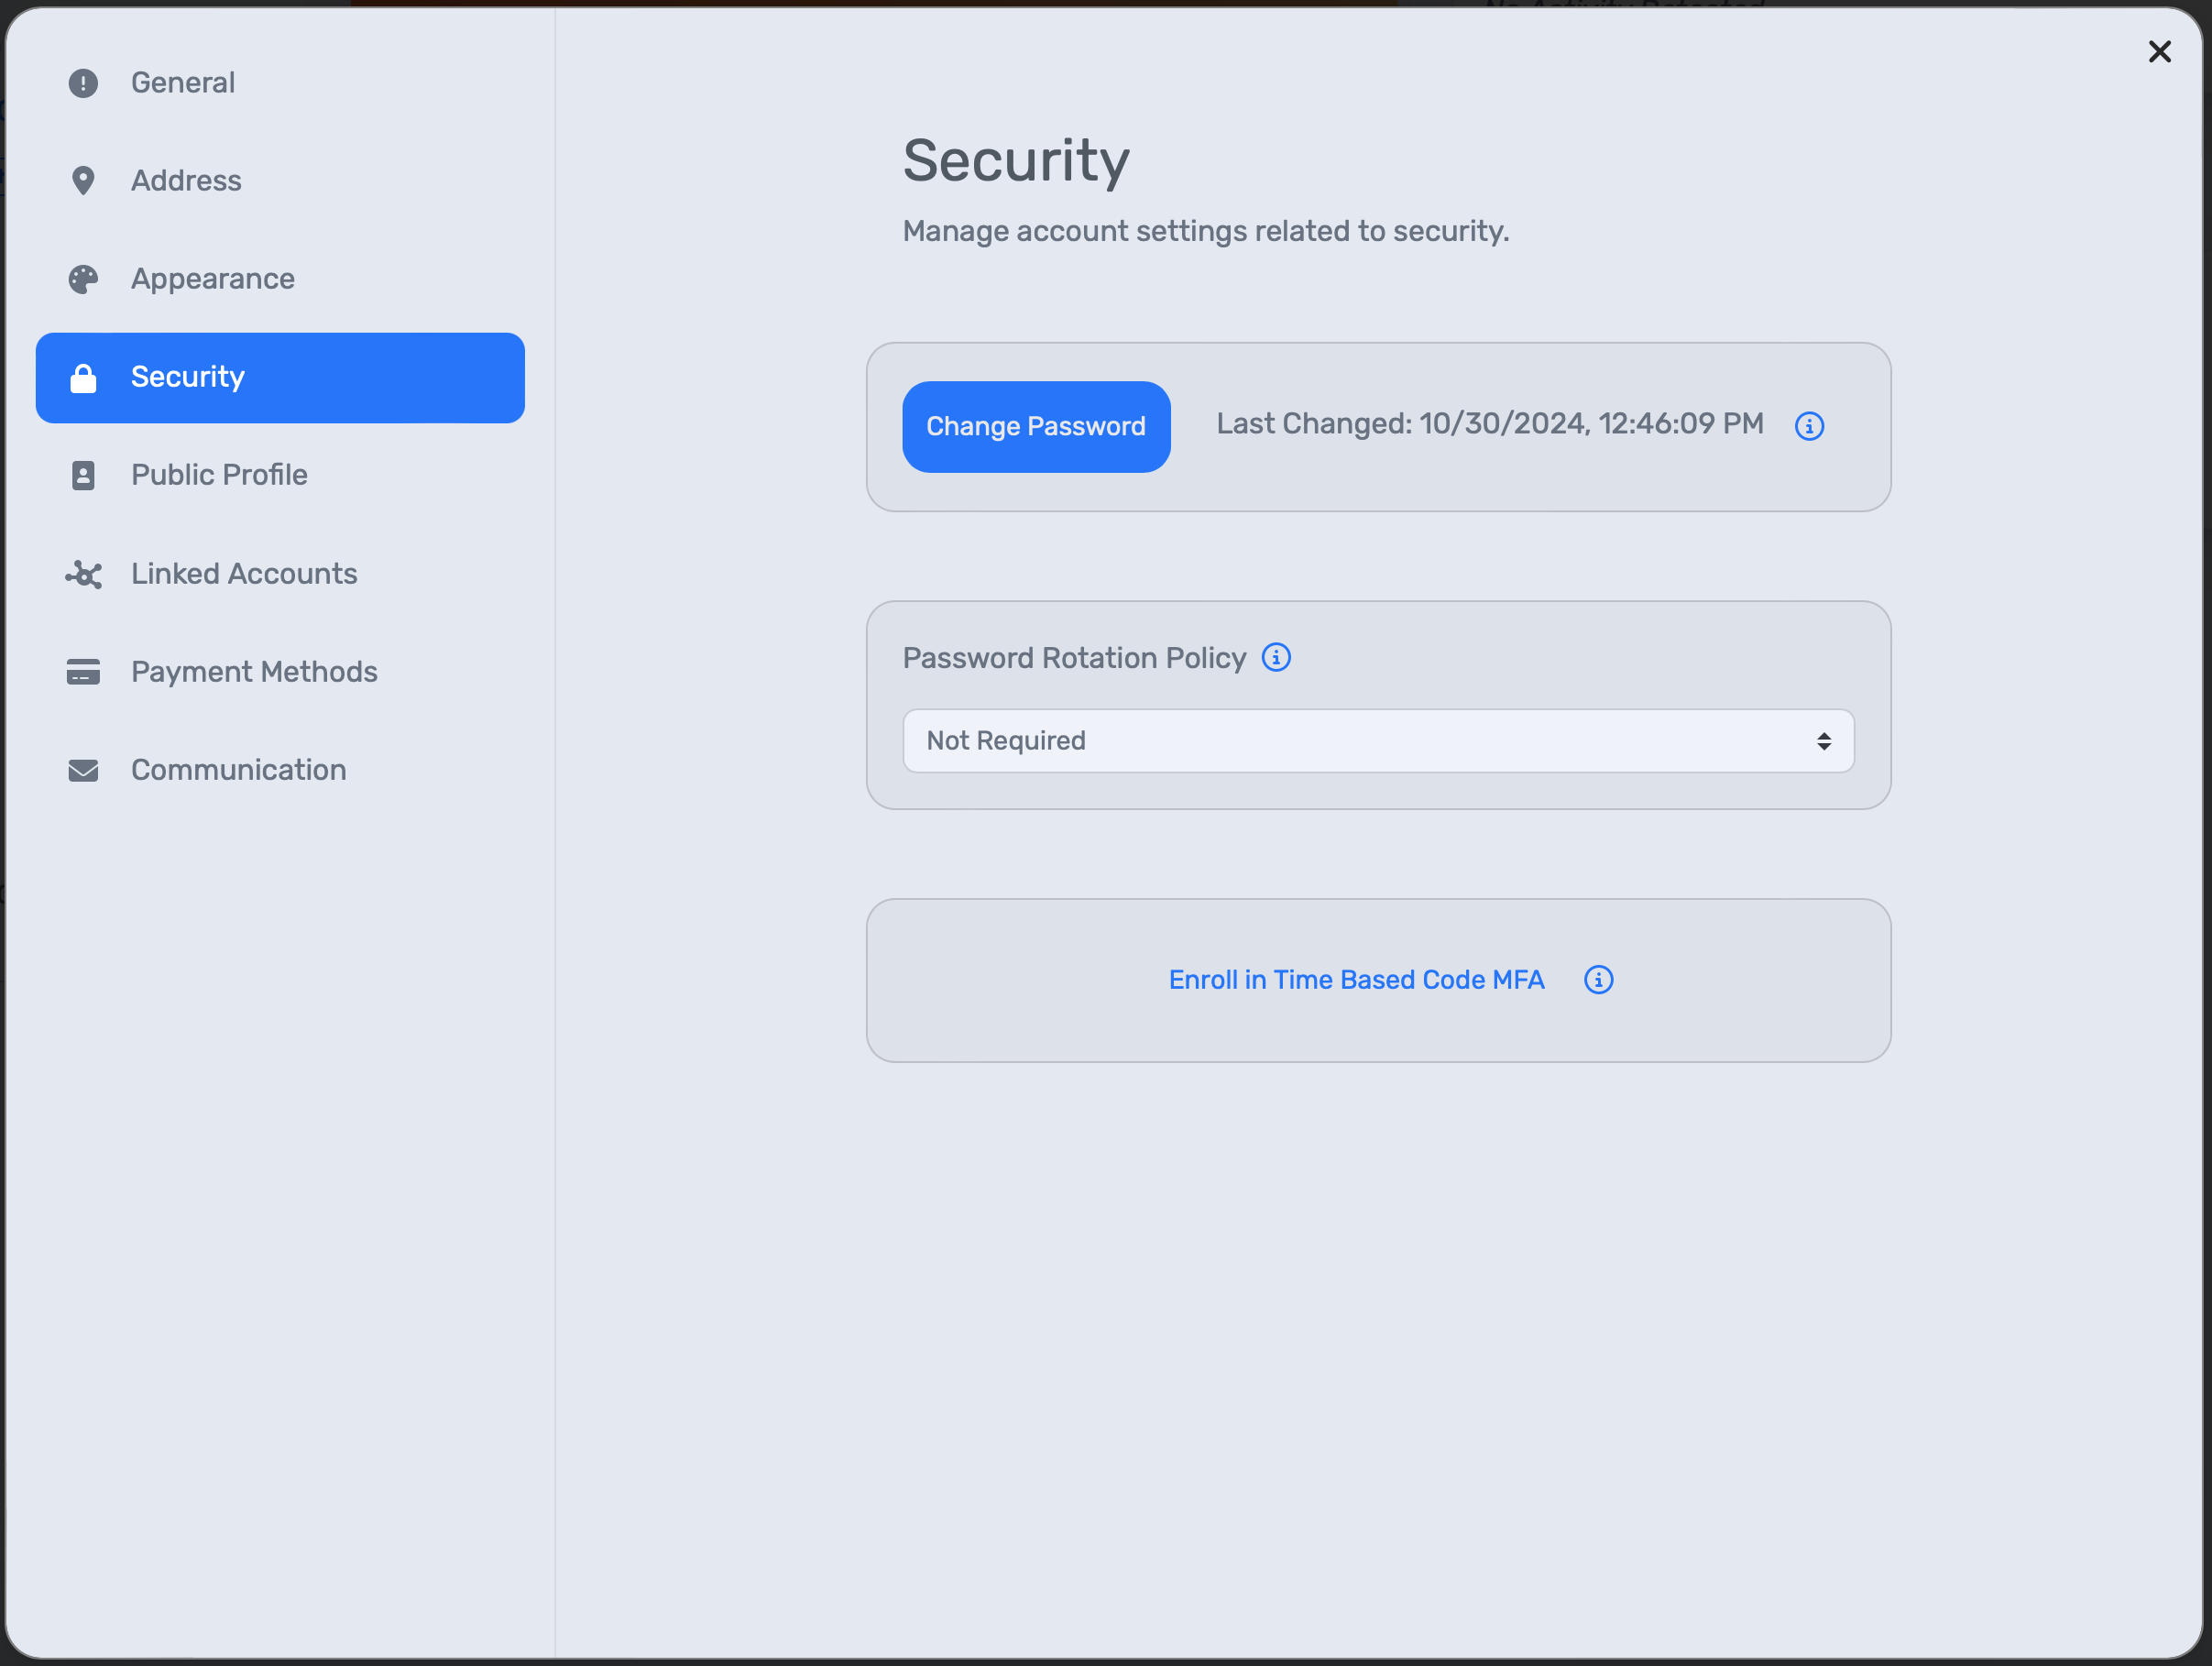 General
Address
Appearance
Security
Public Profile
Linked Accounts
Payment Methods
Communication
Security
Manage account settings related to security.
Change Password
Last Changed: 10/30/2024, 12:46:09 PM
Password Rotation Policy
Not Required
Enroll in Time Based Code MFA